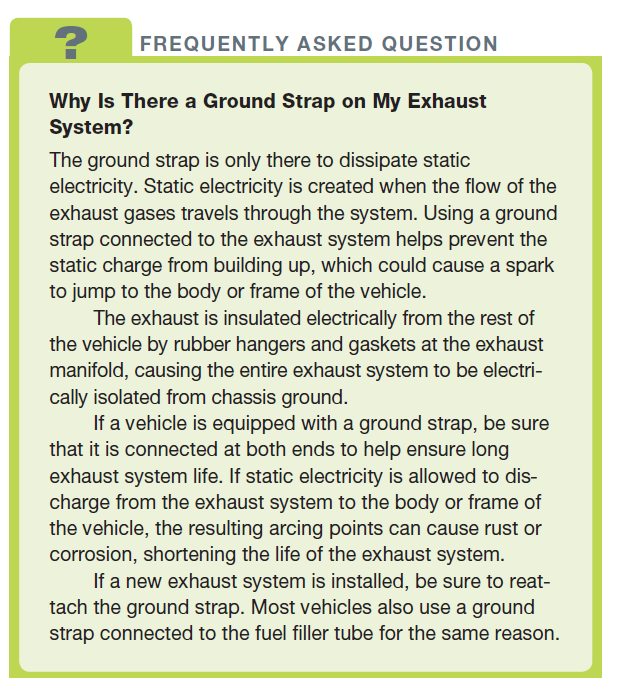 ?
FREQUENTLY ASKED QUESTION
Why Is There a Ground Strap on My Exhaust
System?
The ground strap is only there to dissipate static
electricity. Static electricity is created when the flow of the
exhaust gases travels through the system. Using a ground
strap connected to the exhaust system helps prevent the
static charge from building up, which could cause a spark
to jump to the body or frame of the vehicle.
The exhaust is insulated electrically from the rest of
the vehicle by rubber hangers and gaskets at the exhaust
manifold, causing the entire exhaust system to be electri-
cally isolated from chassis ground.
If a vehicle is equipped with a ground strap, be sure
that it is connected at both ends to help ensure long
exhaust system life. If static electricity is allowed to dis-
charge from the exhaust system to the body or frame of
the vehicle, the resulting arcing points can cause rust or
corrosion, shortening the life of the exhaust system.
If a new exhaust system is installed, be sure to reat-
tach the ground strap. Most vehicles also use a ground
strap connected to the fuel filler tube for the same reason.